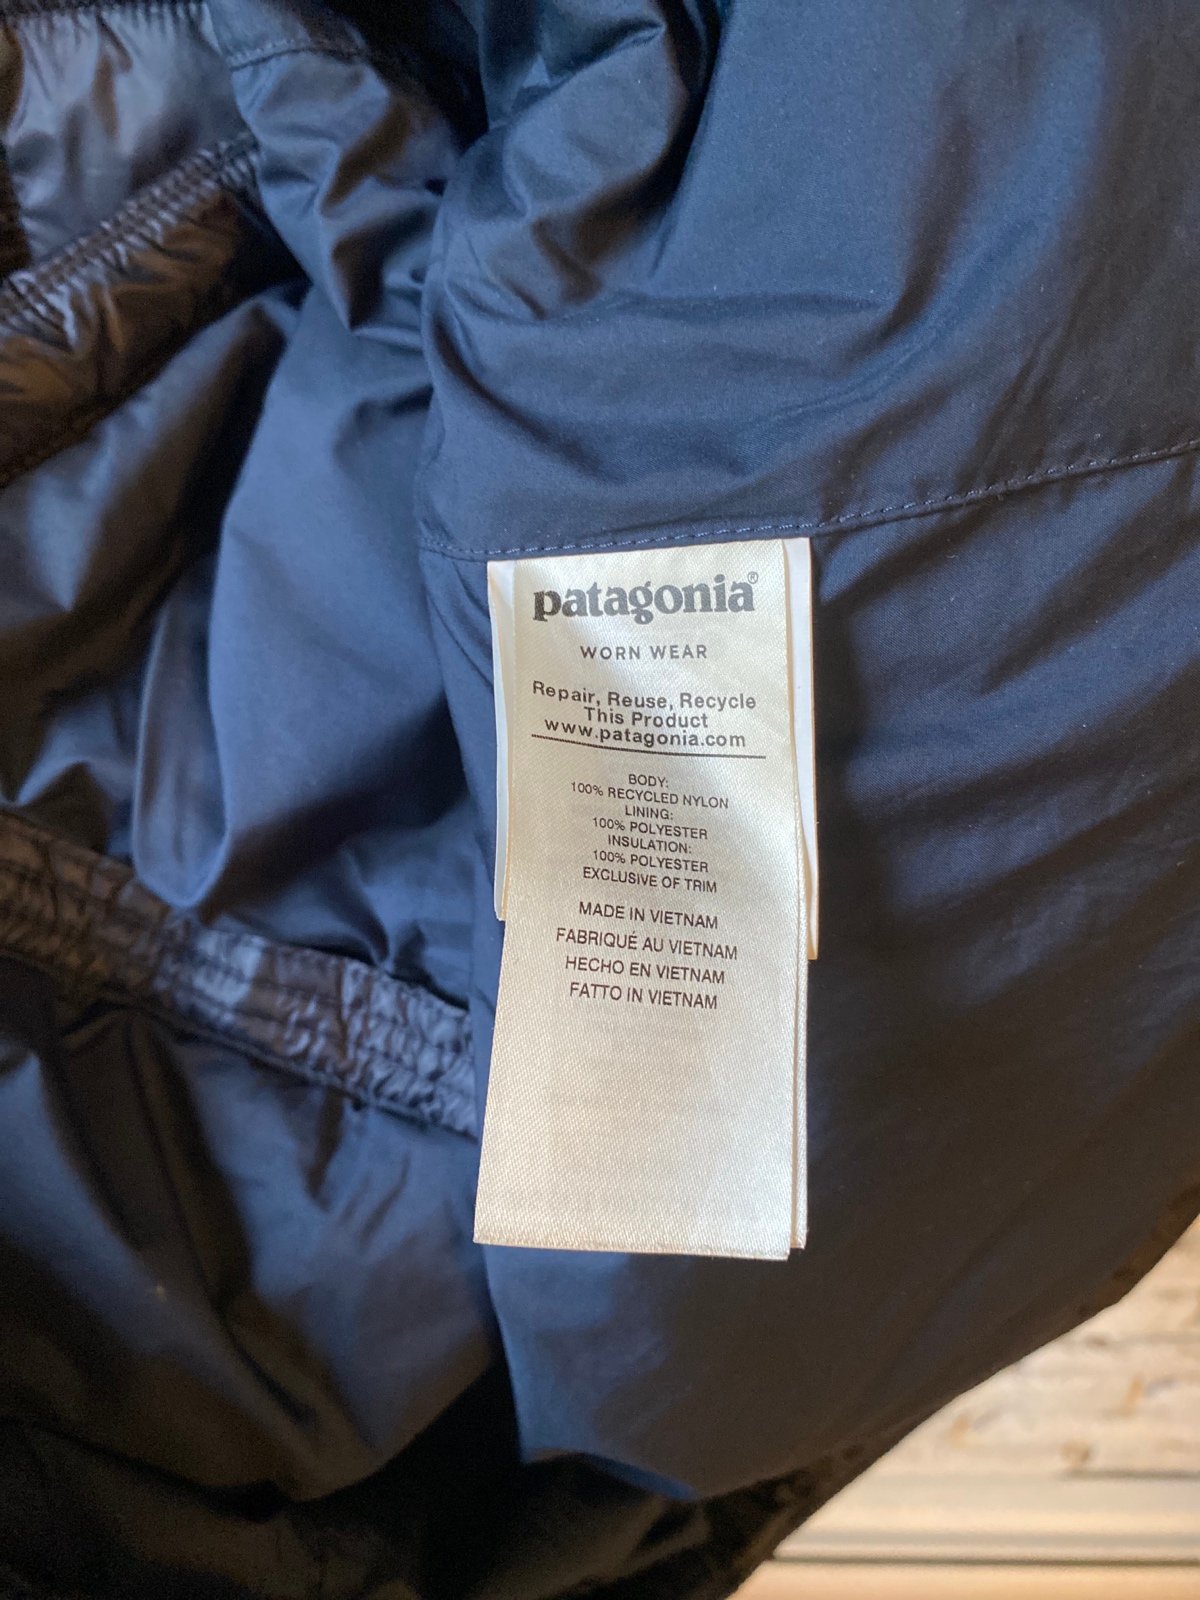 patagonia®
WORN WEAR
Repair, Reuse, Recycle
This Product
www.patagonia.com
BODY:
100% RECYCLED NYLON
LINING:
100% POLYESTER
INSULATION:
100% POLYESTER
EXCLUSIVE OF TRIM
MADE IN VIETNAM
FABRIQUÉ AU VIETNAM
HECHO EN VIETNAM
FATTO IN VIETNAM